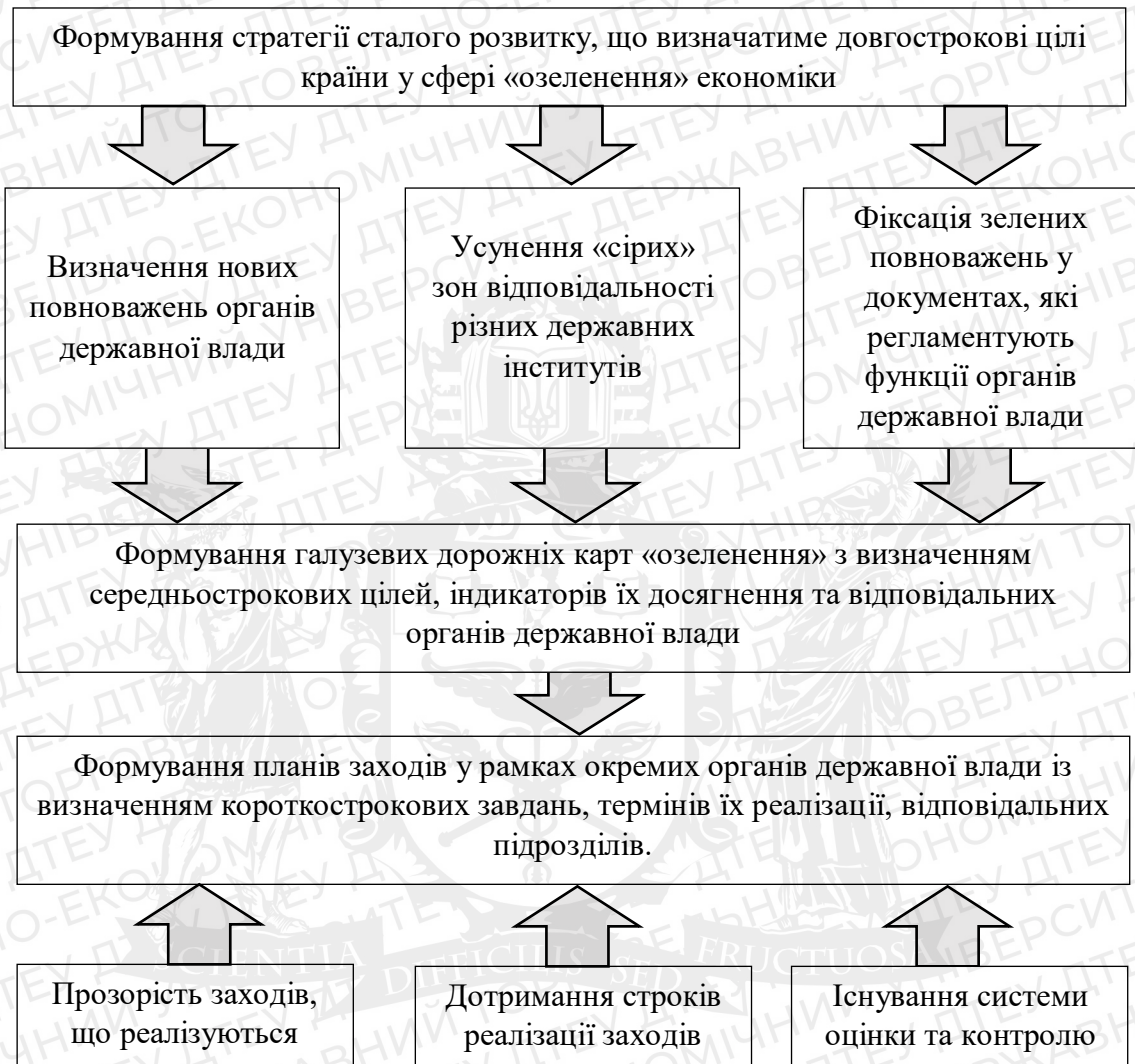 Формування стратегії сталого розвитку, що визначатиме довгострокові цілі
країни у сфері «озеленення» економіки
Визначення нових
повноважень органів
державної влади
Усунення «сірих»
зон відповідальності
різних державних
інститутів
Фіксація зелених
повноважень у
документах, які
регламентують
функції органів
державної влади
Формування галузевих дорожніх карт «озеленення» з визначенням
середньострокових цілей, індикаторів їх досягнення та відповідальних
органів державної влади
Формування планів заходів у рамках окремих органів державної влади із
визначенням короткострокових завдань, термінів їх реалізації, відповідальних
підрозділів.
Прозорість заходів,
що реалізуються
Дотримання строків
реалізації заходів
Існування системи
оцінки та контролю
SCIENTIA DIFFICILIS SED FRUCTUOSA